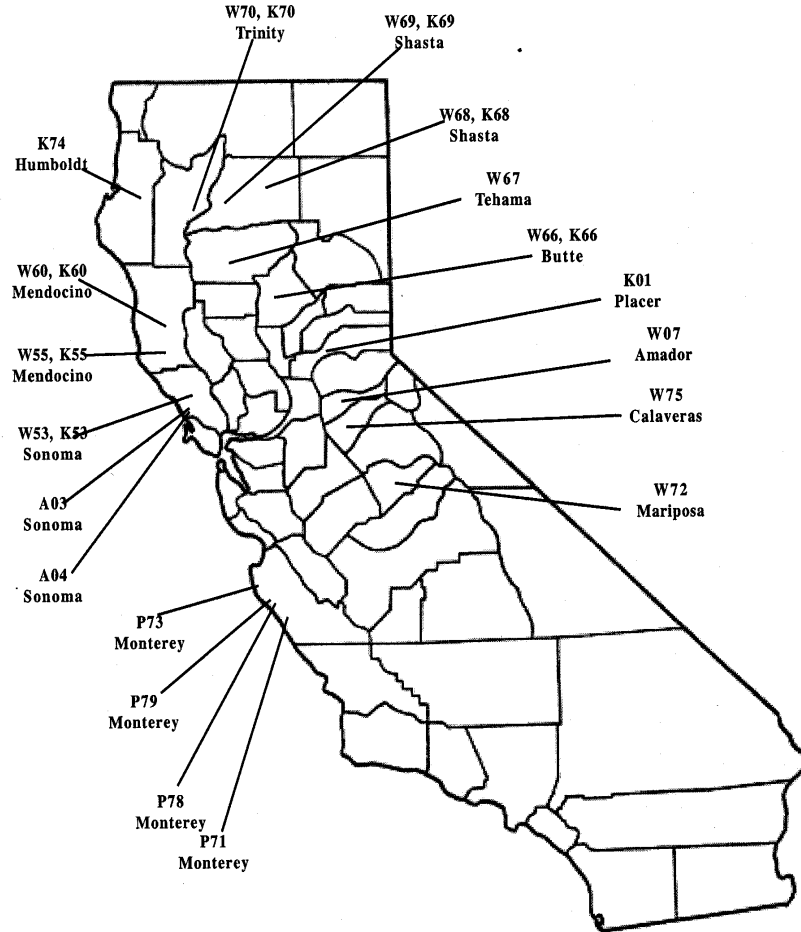 W70, K70
Trinity
W69, K69
Shasta
W68, K68
Shasta
K74
Humboldt
W67
Tehama
W66, K66
Butte
W60, K60
Mendocino
K01
Placer
W07
Amador
W55, K55
Mendocino
W75
Calaveras
W53, K53
Sonoma
W72
Mariposa
A03
Sonoma
A04
Sonoma
P73
Monterey
P79
Monterey
P78
Monterey
P71
Monterey